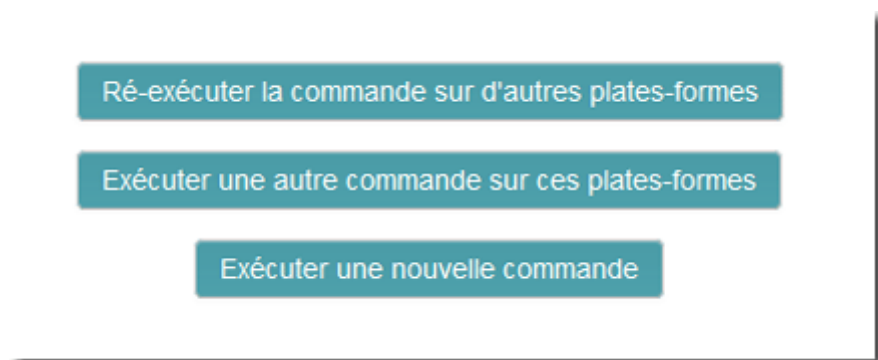 Ré-exécuter la commande sur d'autres plates-formes
Exécuter une autre commande sur ces plates-formes
Exécuter une nouvelle commande